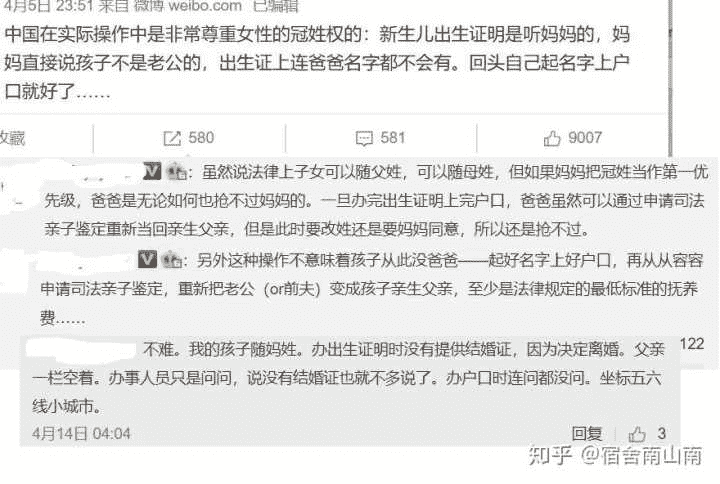 4月5日 23:51 来自 微博 weibo.com 已编辑
中国在实际操作中是非常尊重女性的冠姓权的：新生儿出生证明是听妈妈的，妈
妈直接说孩子不是老公的，出生证上连爸爸名字都不会有。回头自己起名字上户
口就好了……
收藏 580 581 9007
：虽然说法律上子女可以随父姓，可以随母姓，但如果妈妈把冠姓当作第一优
先级，爸爸是无论如何也抢不过妈妈的。一旦办完出生证明上完户口，爸爸虽然可以通过申请司法
亲子鉴定重新当回亲生父亲，但是此时要改姓还是要妈妈同意，所以还是抢不过。
：另外这种操作不意味着孩子从此没爸爸——起好名字上好户口，再从从容容
申请司法亲子鉴定，重新把老公（or前夫）变成孩子亲生父亲，至少是法律规定的最低标准的抚养
费……
122
不难。我的孩子随妈姓。办出生证明时没有提供结婚证，因为决定离婚。父亲
一栏空着。办事人员只是问问，说没有结婚证也就不多说了。办户口时连问都没问。坐标五六
线小城市。
4月14日 04:04 回复 3
知乎 @宿舍南山南